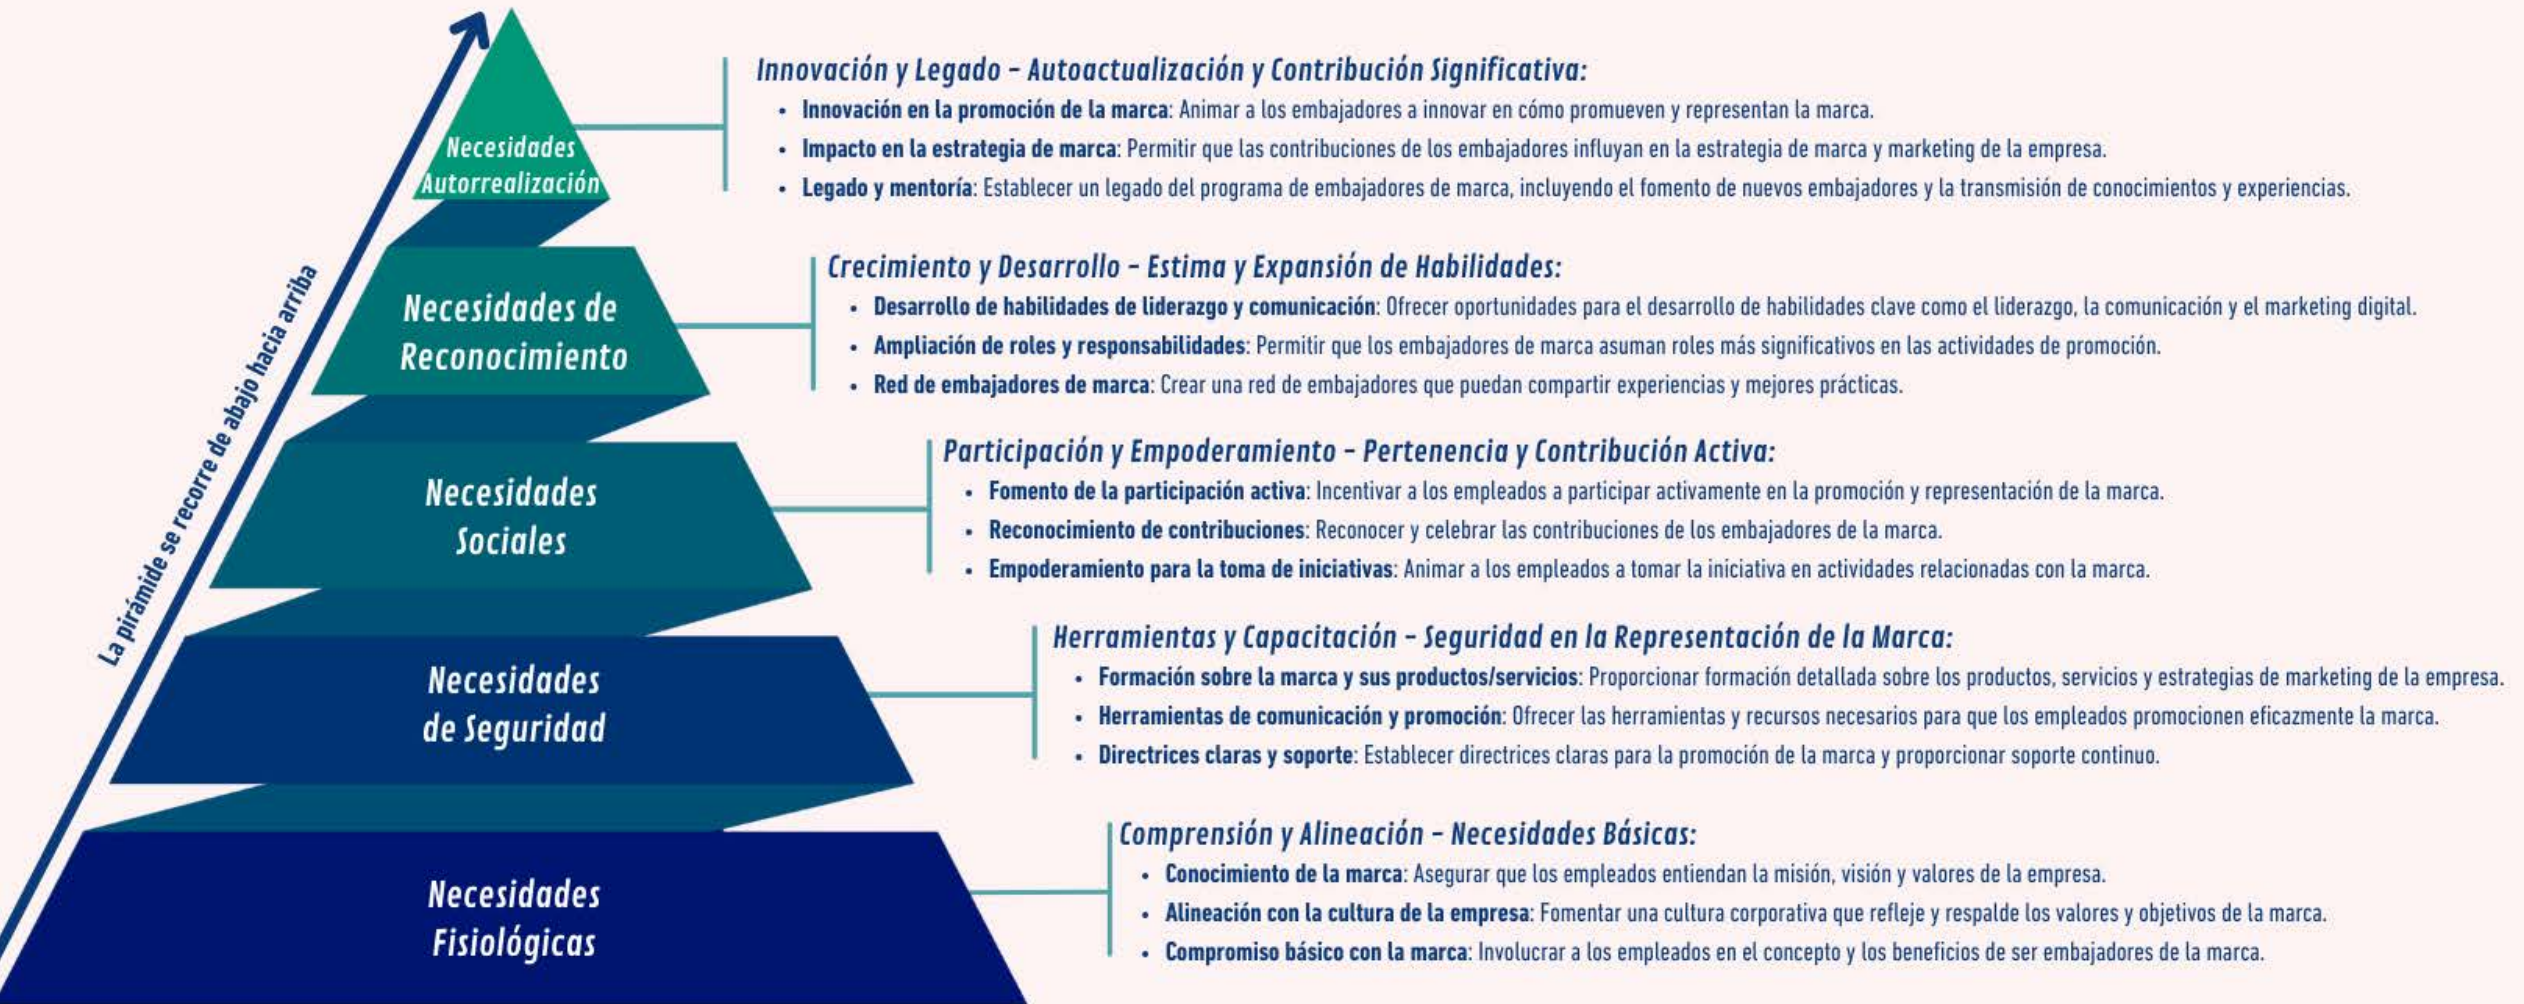 La pirámide se recorre de abajo hacia arriba
Necesidades
Autorrealización
Innovación y Legado - Autoactualización y Contribución Significativa:
• Innovación en la promoción de la marca: Animar a los embajadores a innovar en cómo promueven y representan la marca.
• Impacto en la estrategia de marca: Permitir que las contribuciones de los embajadores influyan en la estrategia de marca y marketing de la empresa.
• Legado y mentoría: Establecer un legado del programa de embajadores de marca, incluyendo el fomento de nuevos embajadores y la transmisión de conocimientos y experiencias.
Necesidades de
Reconocimiento
Crecimiento y Desarrollo - Estima y Expansión de Habilidades:
• Desarrollo de habilidades de liderazgo y comunicación: Ofrecer oportunidades para el desarrollo de habilidades clave como el liderazgo, la comunicación y el marketing digital.
• Ampliación de roles y responsabilidades: Permitir que los embajadores de marca asuman roles más significativos en las actividades de promoción.
• Red de embajadores de marca: Crear una red de embajadores que puedan compartir experiencias y mejores prácticas.
Necesidades
Sociales
Participación y Empoderamiento - Pertenencia y Contribución Activa:
• Fomento de la participación activa: Incentivar a los empleados a participar activamente en la promoción y representación de la marca.
• Reconocimiento de contribuciones: Reconocer y celebrar las contribuciones de los embajadores de la marca.
• Empoderamiento para la toma de iniciativas: Animar a los empleados a tomar la iniciativa en actividades relacionadas con la marca.
Necesidades
de Seguridad
Herramientas y Capacitación - Seguridad en la Representación de la Marca:
• Formación sobre la marca y sus productos/servicios: Proporcionar formación detallada sobre los productos, servicios y estrategias de marketing de la empresa.
• Herramientas de comunicación y promoción: Ofrecer las herramientas y recursos necesarios para que los empleados promocionen eficazmente la marca.
• Directrices claras y soporte: Establecer directrices claras para la promoción de la marca y proporcionar soporte continuo.
Necesidades
Fisiológicas
Comprensión y Alineación - Necesidades Básicas:
• Conocimiento de la marca: Asegurar que los empleados entiendan la misión, visión y valores de la empresa.
• Alineación con la cultura de la empresa: Fomentar una cultura corporativa que refleje y respalde los valores y objetivos de la marca.
• Compromiso básico con la marca: Involucrar a los empleados en el concepto y los beneficios de ser embajadores de la marca.